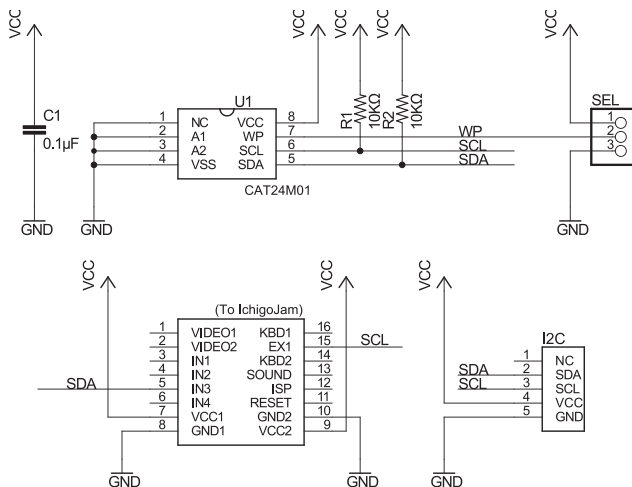 VCC
VCC
VCC
VCC
VCC
C1
0.1µF
GND
U1
1 NC VCC 8
2 A1 WP 7
3 A2 SCL 6
4 VSS SDA 5
CAT24M01
GND
R1
10KΩ
R2
10KΩ
WP
SCL
SDA
SEL
1
2
3
GND
VCC
VCC
VCC
(To IchigoJam)
1 VIDEO1 KBD1 16
2 VIDEO2 EX1 15
3 IN1 KBD2 14
4 IN2 SOUND 13
5 IN3 ISP 12
6 IN4 RESET 11
7 VCC1 GND2 10
8 GND1 VCC2 9
SDA
SCL
GND
GND
I2C
1 NC
SDA 2 SDA
SCL 3 SCL
4 VCC
5 GND
GND